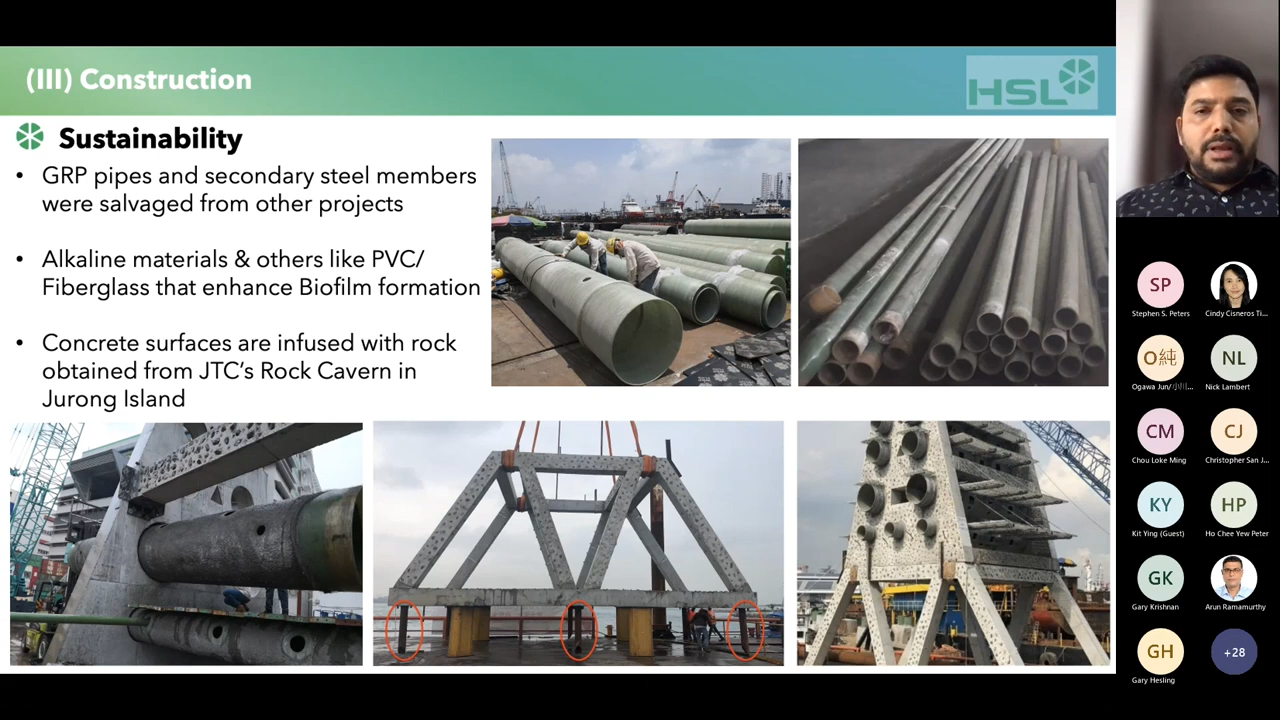 (III) Construction
HSL
Sustainability
• GRP pipes and secondary steel members
were salvaged from other projects
• Alkaline materials & others like PVC/
Fiberglass that enhance Biofilm formation
• Concrete surfaces are infused with rock
obtained from JTC’s Rock Cavern in
Jurong Island
SP
Stephen S. Peters
Cindy Cisneros Ti...
O純
Ogawa Jun/
NL
Nick Lambert
CM
Chou Loke Ming
CJ
Christopher San J...
KY
Kit Ying (Guest)
HP
Ho Chee Yew Peter
GK
Gary Krishnan
Arun Ramamurthy
GH
Gary Hesling
+28